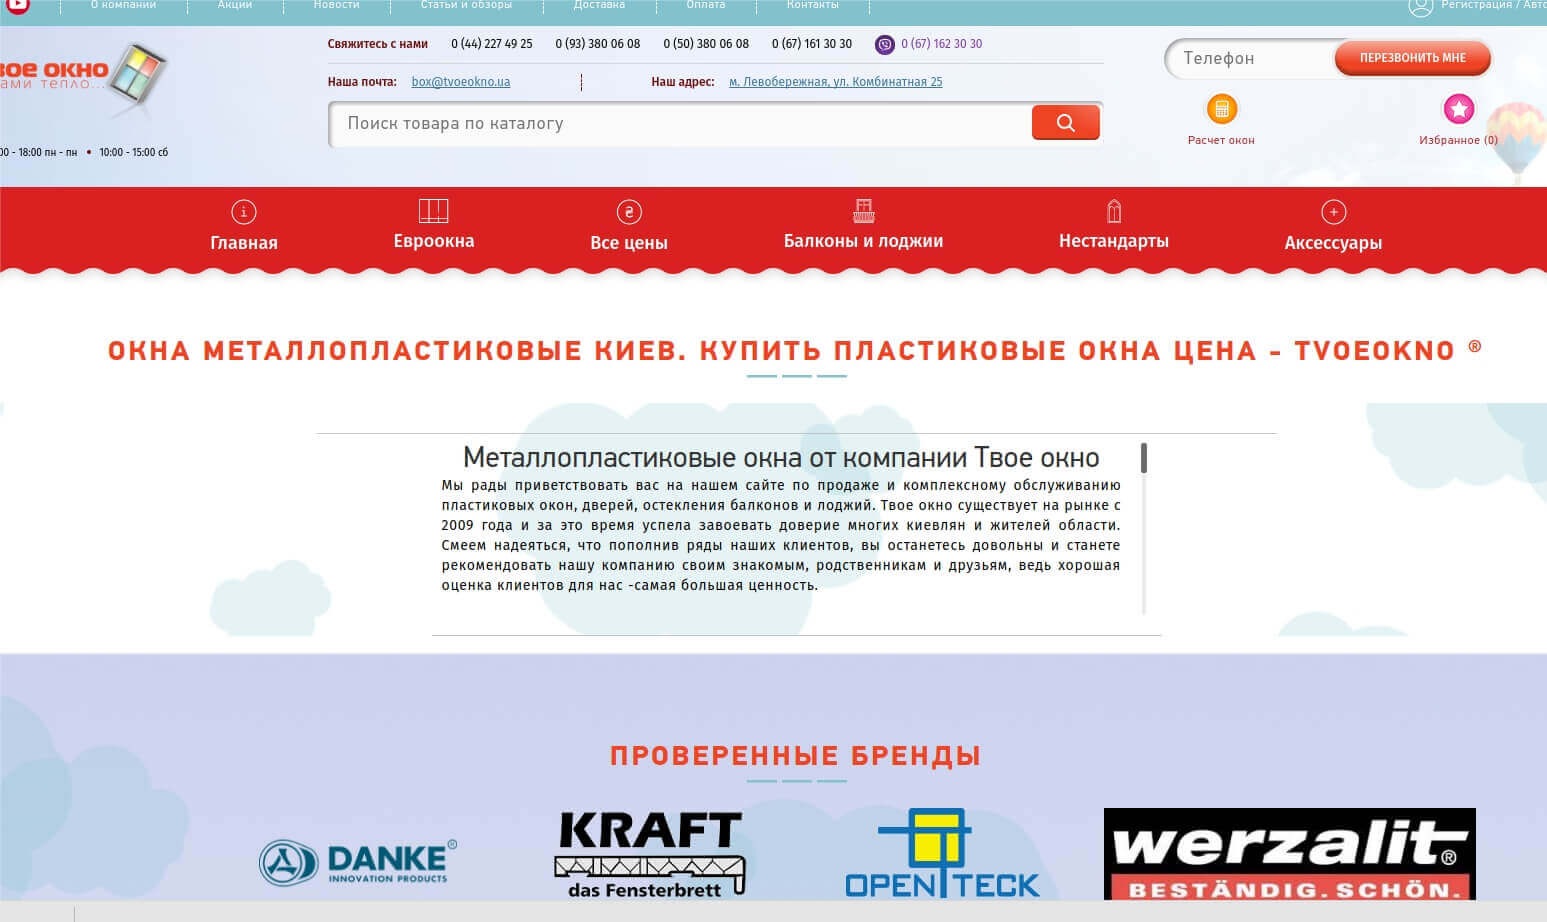 О компании Акции Новости Статьи и обзоры Доставка Оплата Контакты Регистрация / Авто
Свяжитесь с нами 0 (44) 227 49 25 0 (93) 380 06 08 0 (50) 380 06 08 0 (67) 161 30 30 0 (67) 162 30 30
Телефон ПЕРЕЗВОНИТЬ МНЕ
вое окно
ами тепло...
Наша почта: box@tvoeokno.ua Наш адрес: м. Левобережная, ул. Комбинатная 25
Поиск товара по каталогу
Расчет окон Избранное (0)
00 - 18:00 пн - пн • 10:00 - 15:00 сб
Главная Евроокна Все цены Балконы и лоджии Нестандарты Аксессуары
ОКНА МЕТАЛЛОПЛАСТИКОВЫЕ КИЕВ. КУПИТЬ ПЛАСТИКОВЫЕ ОКНА ЦЕНА - TVOEOKNO ®
Металлопластиковые окна от компании Твое окно
Мы рады приветствовать вас на нашем сайте по продаже и комплексному обслуживанию
пластиковых окон, дверей, остекления балконов и лоджий. Твое окно существует на рынке с
2009 года и за это время успела завоевать доверие многих киевлян и жителей области.
Смеем надеяться, что пополнив ряды наших клиентов, вы останетесь довольны и станете
рекомендовать нашу компанию своим знакомым, родственникам и друзьям, ведь хорошая
оценка клиентов для нас -самая большая ценность.
ПРОВЕРЕННЫЕ БРЕНДЫ
DANKE®
INNOVATION PRODUCTS
KRAFT
das Fensterbrett
OPEN TECK
werzalit®
BESTÄNDIG. SCHÖN.